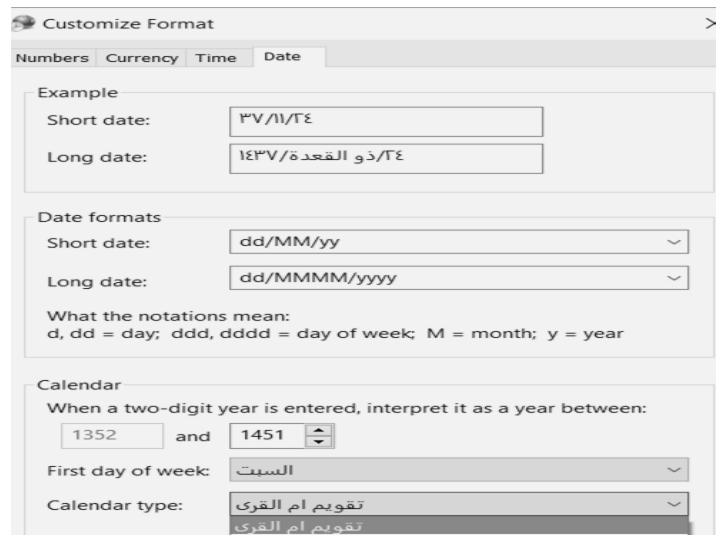 Customize Format
Numbers Currency Time Date
Example
Short date: ٣٧/١١/٢٤
Long date: ٢٤/ذو القعدة/١٤٣٧
Date formats
Short date: dd/MM/yy
Long date: dd/MMMM/yyyy
What the notations mean:
d, dd = day; ddd, dddd = day of week; M = month; y = year
Calendar
When a two-digit year is entered, interpret it as a year between:
1352 and 1451
First day of week: السبت
Calendar type: تقويم ام القرى
تقويم ام القرى